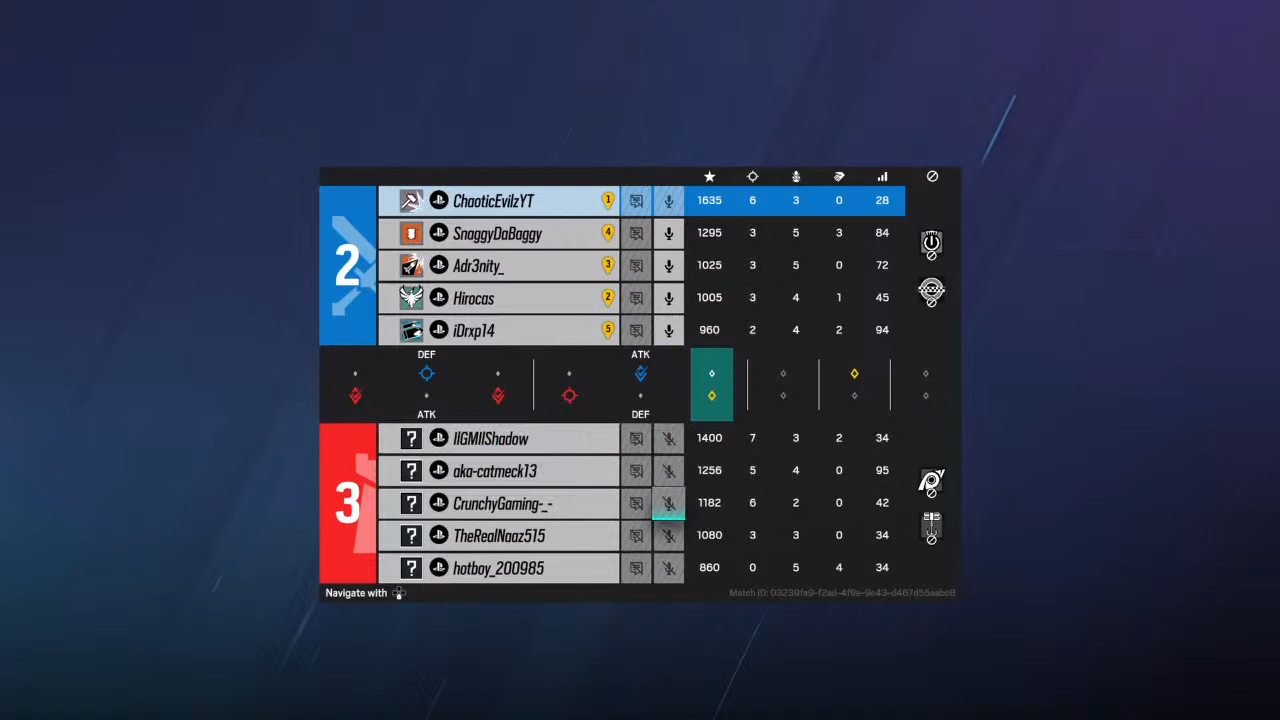 ChaoticEvilzYT 1 1635 6 3 0 28
2
SnaggyDaBaggy 4 1295 3 5 3 84
Adr3nity_ 3 1025 3 5 0 72
Hirocas 2 1005 3 4 1 45
iDrxp14 5 960 2 4 2 94
DEF ATK
ATK DEF
? IIGMIIShadow 1400 7 3 2 34
? aka-catmeck13 1256 5 4 0 95
3
? CrunchyGaming-_- 1182 6 2 0 42
? TheRealNaaz515 1080 3 3 0 34
? hotboy_200985 860 0 5 4 34
Navigate with
Match ID: